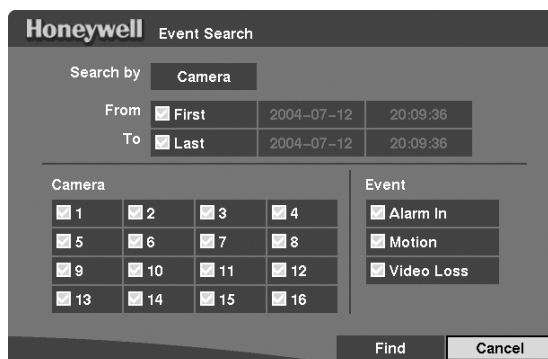 Honeywell Event Search
Search by Camera
From First 2004-07-12 20:09:36
To Last 2004-07-12 20:09:36
Camera Event
1 2 3 4 Alarm In
5 6 7 8 Motion
9 10 11 12 Video Loss
13 14 15 16
Find Cancel